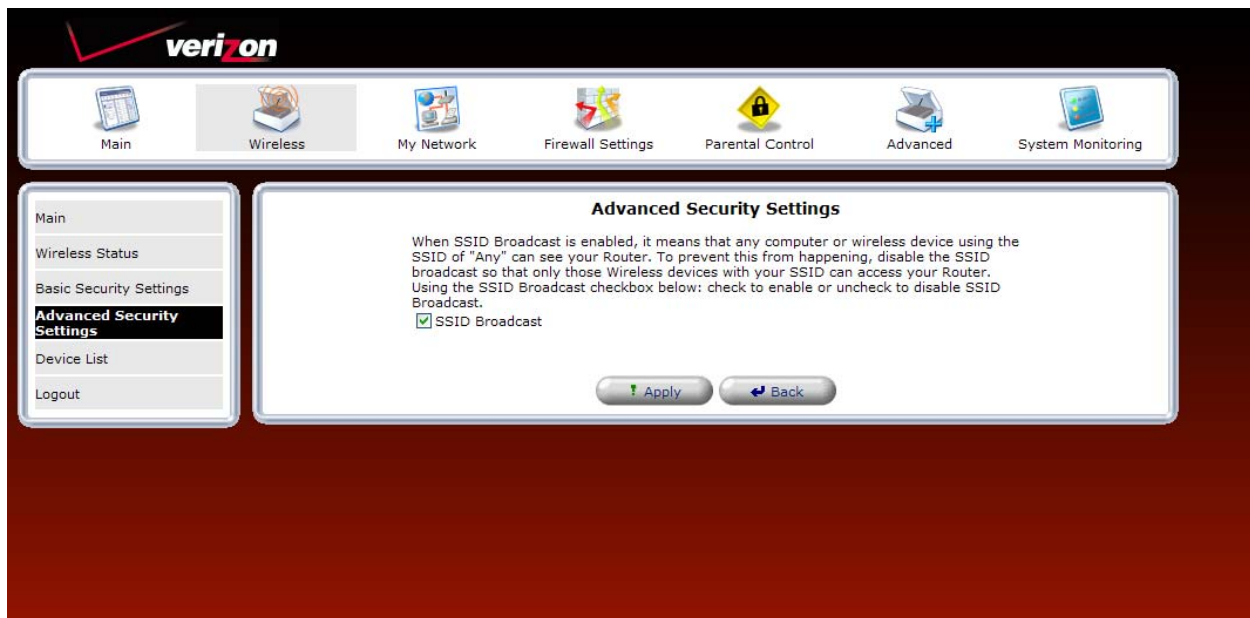 verizon
Main
Wireless
My Network
Firewall Settings
Parental Control
Advanced
System Monitoring
Main
Wireless Status
Basic Security Settings
Advanced Security
Settings
Device List
Logout
Advanced Security Settings
When SSID Broadcast is enabled, it means that any computer or wireless device using the
SSID of "Any" can see your Router. To prevent this from happening, disable the SSID
broadcast so that only those Wireless devices with your SSID can access your Router.
Using the SSID Broadcast checkbox below: check to enable or uncheck to disable SSID
Broadcast.
SSID Broadcast
Apply
Back